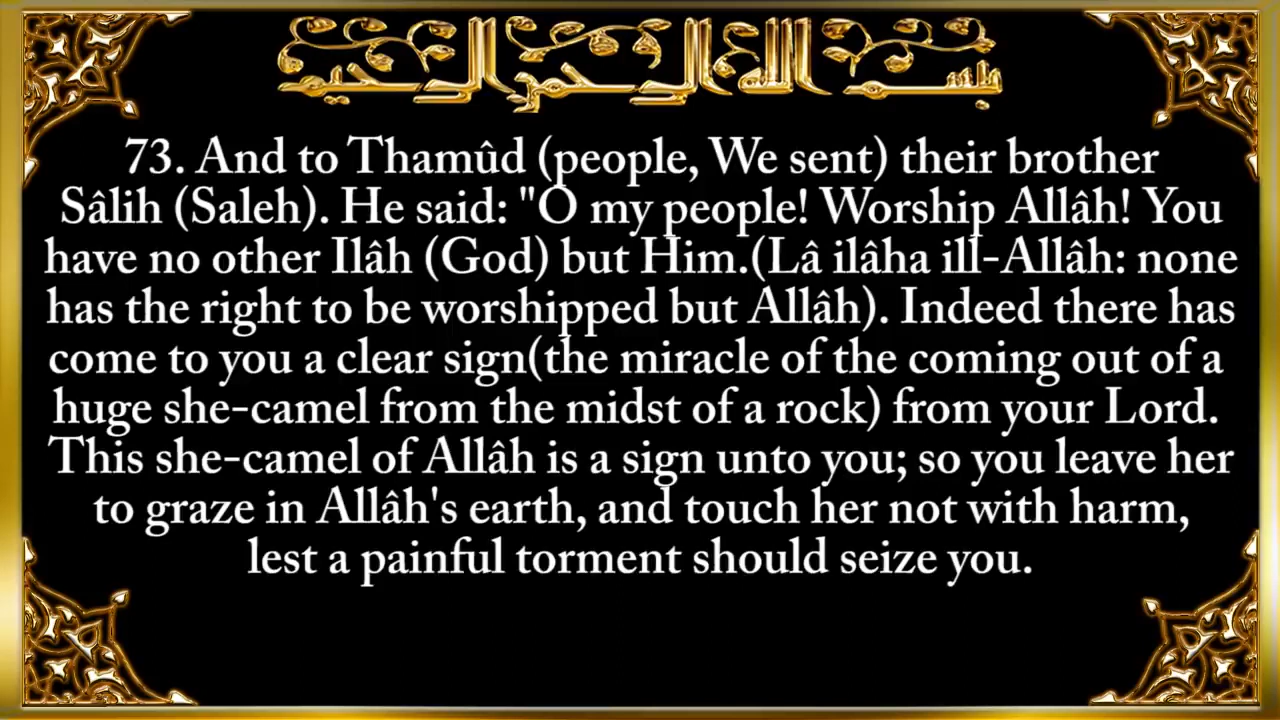 بسم الله الرحمن الرحيم
73. And to Thamûd (people, We sent) their brother
Sâlih (Saleh). He said: "O my people! Worship Allâh! You
have no other Ilâh (God) but Him.(Lâ ilâha ill-Allâh: none
has the right to be worshipped but Allâh). Indeed there has
come to you a clear sign(the miracle of the coming out of a
huge she-camel from the midst of a rock) from your Lord.
This she-camel of Allâh is a sign unto you; so you leave her
to graze in Allâh's earth, and touch her not with harm,
lest a painful torment should seize you.